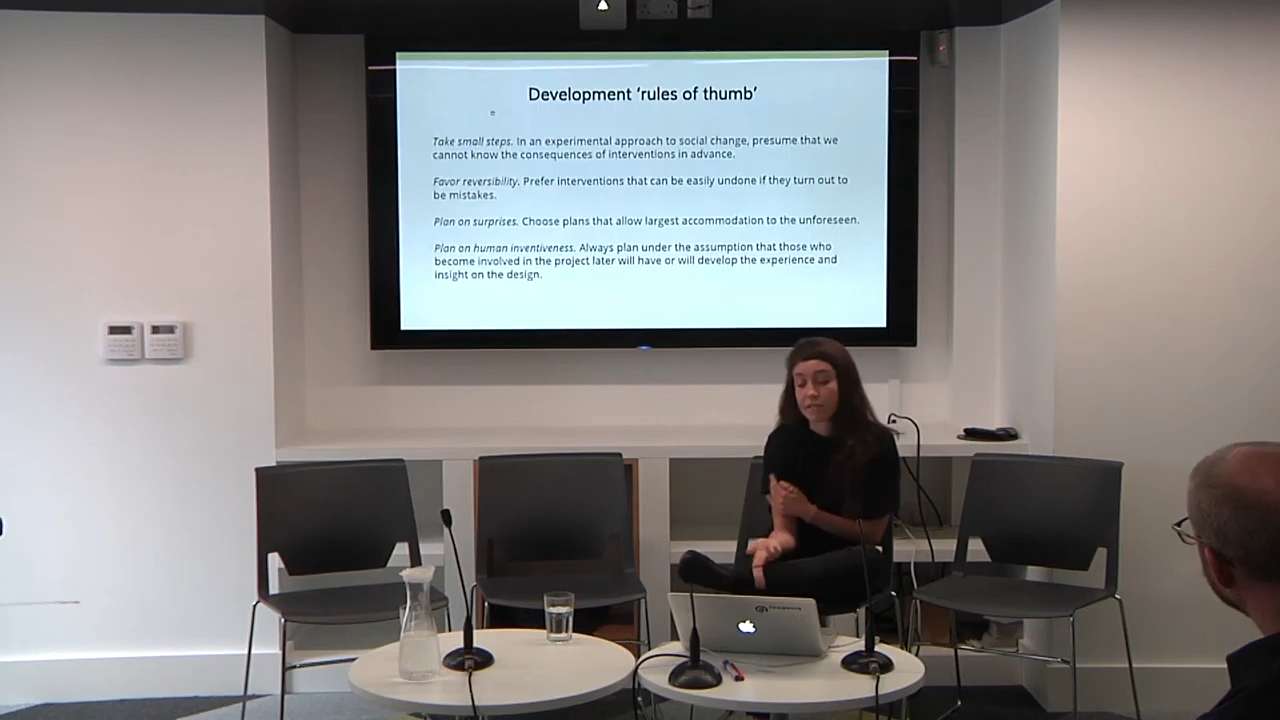 Development ‘rules of thumb’
Take small steps. In an experimental approach to social change, presume that we
cannot know the consequences of interventions in advance.
Favor reversibility. Prefer interventions that can be easily undone if they turn out to
be mistakes.
Plan on surprises. Choose plans that allow largest accommodation to the unforeseen.
Plan on human inventiveness. Always plan under the assumption that those who
become involved in the project later will have or will develop the experience and
insight on the design.